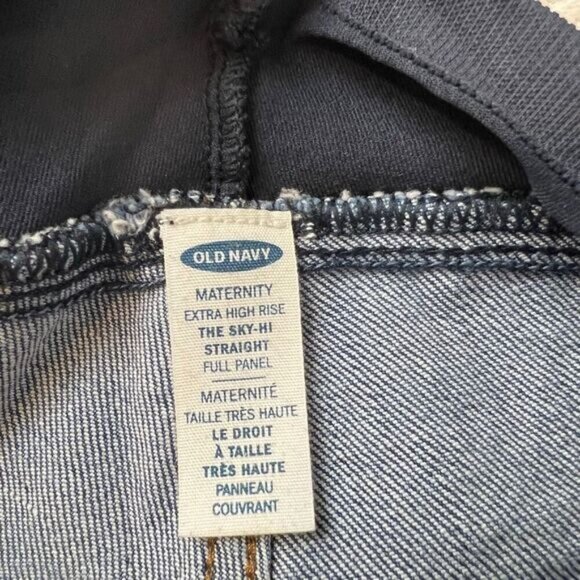 OLD NAVY
MATERNITY
EXTRA HIGH RISE
THE SKY-HI
STRAIGHT
FULL PANEL
MATERNITÉ
TAILLE TRÈS HAUTE
LE DROIT
À TAILLE
TRÈS HAUTE
PANNEAU
COUVRANT